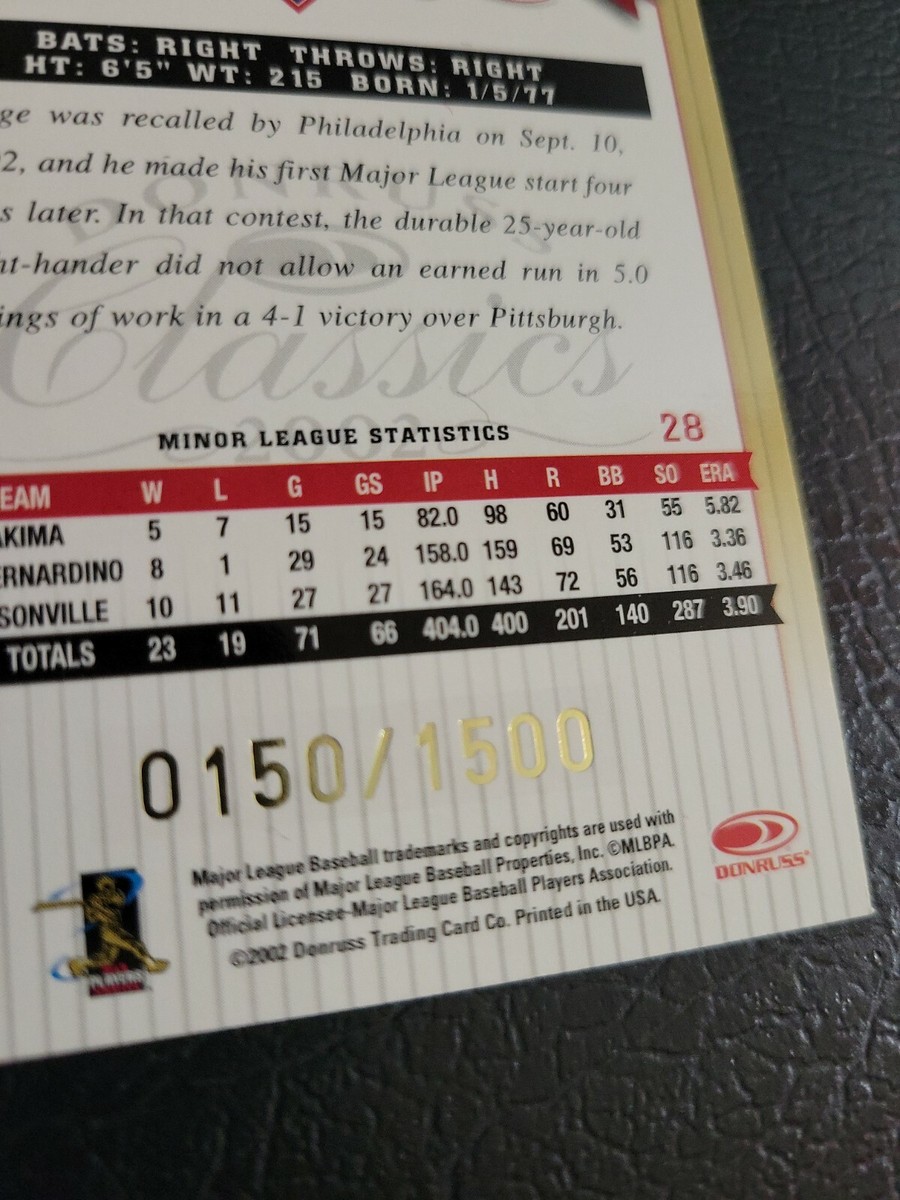 BATS: RIGHT THROWS: RIGHT
HT: 6'5" WT: 215 BORN: 1/5/77
ge was recalled by Philadelphia on Sept. 10,
2, and he made his first Major League start four
s later. In that contest, the durable 25-year-old
ht-hander did not allow an earned run in 5.0
ings of work in a 4-1 victory over Pittsburgh.
DONRUSS
Classics
2002
MINOR LEAGUE STATISTICS 28
EAM W L G GS IP H R BB SO ERA
AKIMA 5 7 15 15 82.0 98 60 31 55 5.82
ERNARDINO 8 1 29 24 158.0 159 69 53 116 3.36
SONVILLE 10 11 27 27 164.0 143 72 56 116 3.46
TOTALS 23 19 71 66 404.0 400 201 140 287 3.90
0150/1500
Major League Baseball trademarks and copyrights are used with
permission of Major League Baseball Properties, Inc. ©MLBPA.
Official Licensee-Major League Baseball Players Association.
©2002 Donruss Trading Card Co. Printed in the USA.
DONRUSS
PLAYERS